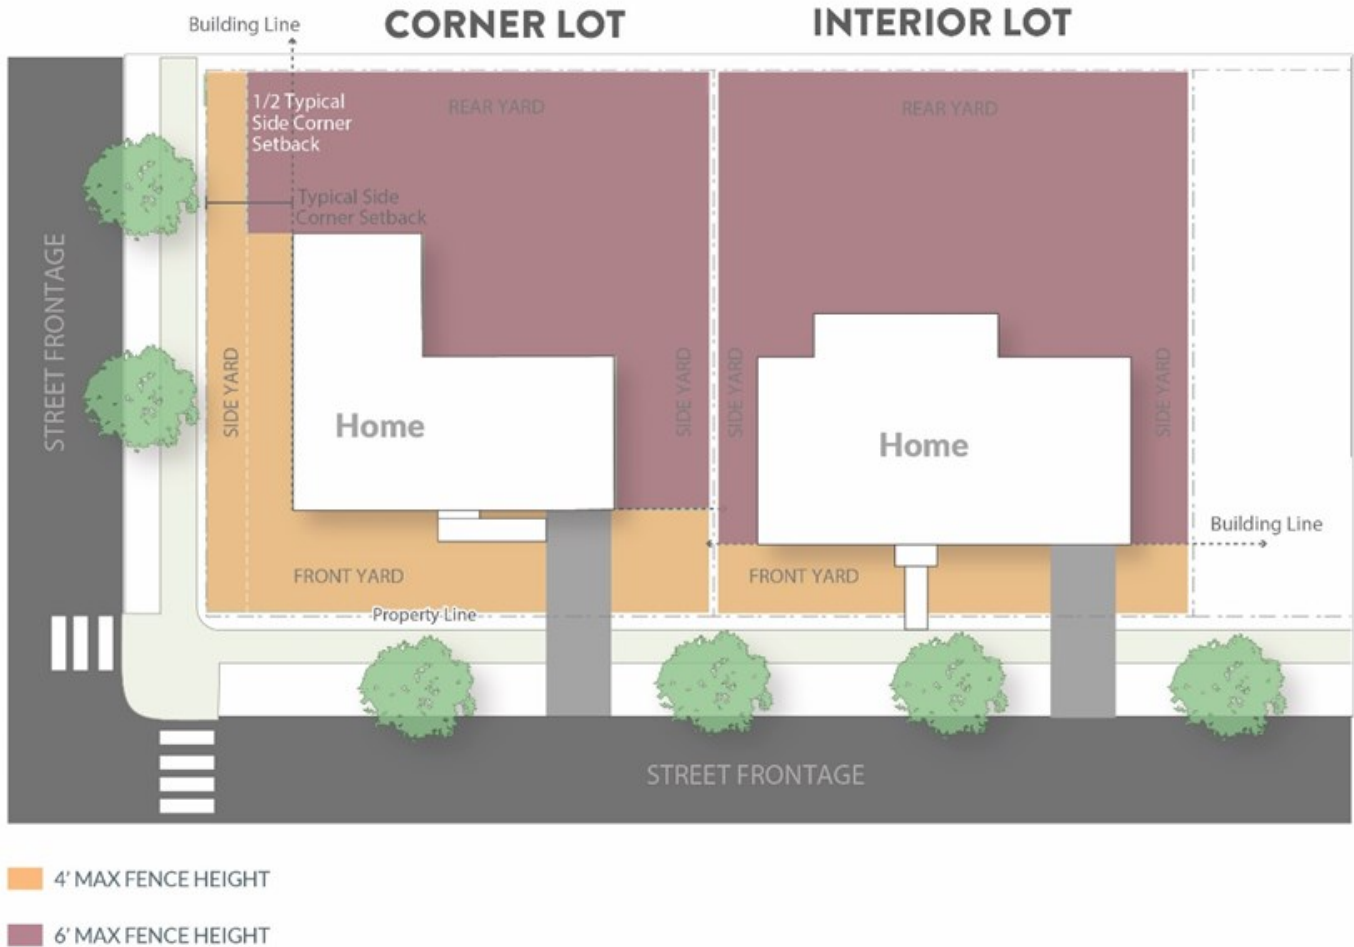 Building Line
CORNER LOT
INTERIOR LOT
1/2 Typical
Side Corner
Setback
REAR YARD
REAR YARD
Typical Side
Corner Setback
STREET FRONTAGE
SIDE YARD
SIDE YARD
SIDE YARD
SIDE YARD
Home
Home
Building Line
FRONT YARD
FRONT YARD
Property Line
STREET FRONTAGE
4' MAX FENCE HEIGHT
6' MAX FENCE HEIGHT